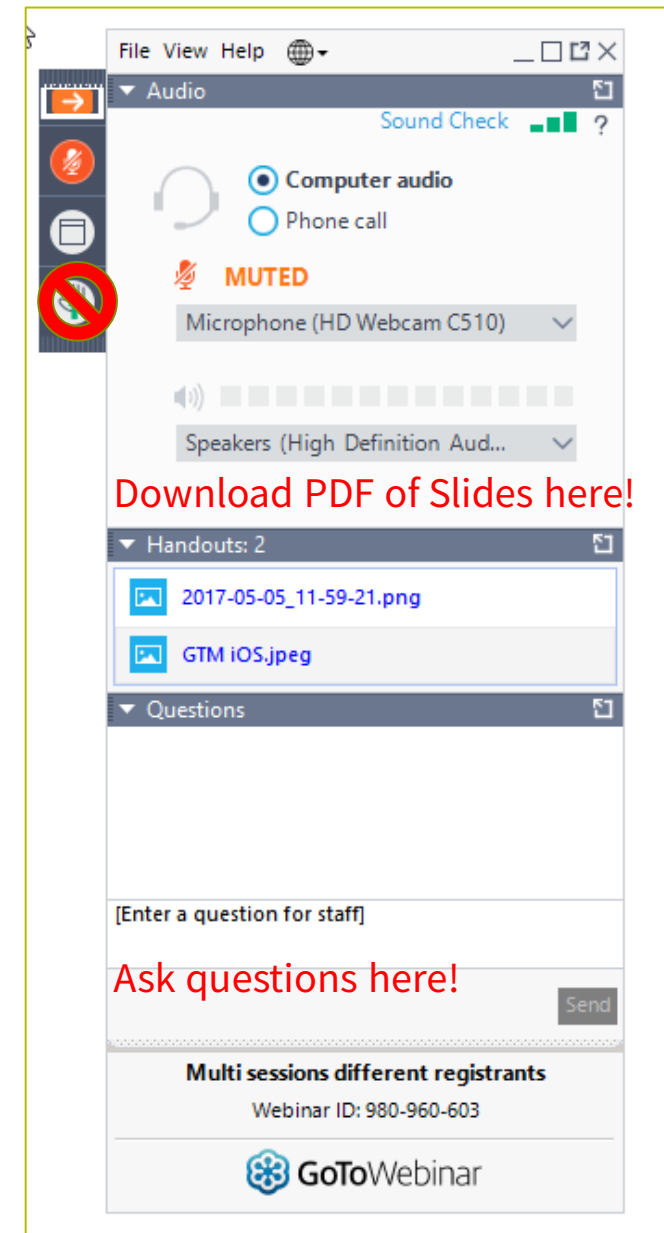 File View Help
Audio
Sound Check ?
Computer audio
Phone call
MUTED
Microphone (HD Webcam C510)
Speakers (High Definition Aud...
Download PDF of Slides here!
Handouts: 2
2017-05-05_11-59-21.png
GTM iOS.jpeg
Questions
[Enter a question for staff]
Ask questions here!
Send
Multi sessions different registrants
Webinar ID: 980-960-603
GoToWebinar